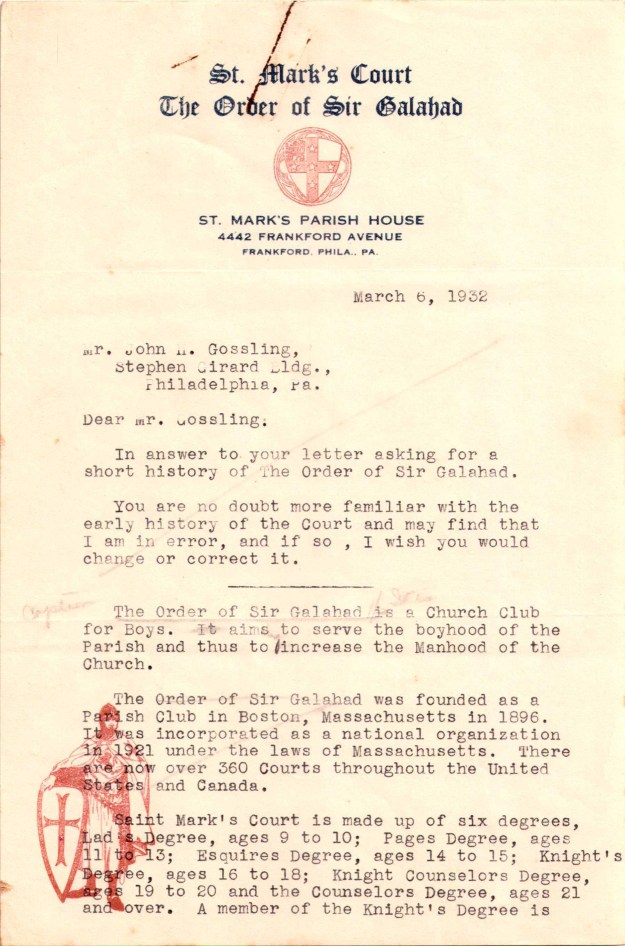 St. Mark's Court
The Order of Sir Galahad
ST. MARK'S PARISH HOUSE
4442 FRANKFORD AVENUE
FRANKFORD, PHILA., PA.
March 6, 1932
Mr. John H. Gossling,
Stephen Girard Bldg.,
Philadelphia, Pa.
Dear Mr. Gossling:
In answer to your letter asking for a
short history of The Order of Sir Galahad.
You are no doubt more familiar with the
early history of the Court and may find that
I am in error, and if so , I wish you would
change or correct it.
The Order of Sir Galahad is a Church Club
for Boys. It aims to serve the boyhood of the
Parish and thus to increase the Manhood of the
Church.
The Order of Sir Galahad was founded as a
Parish Club in Boston, Massachusetts in 1896.
It was incorporated as a national organization
in 1921 under the laws of Massachusetts. There
are now over 360 Courts throughout the United
States and Canada.
Saint Mark's Court is made up of six degrees,
Lad's Degree, ages 9 to 10; Pages Degree, ages
11 to 13; Esquires Degree, ages 14 to 15; Knight's
Degree, ages 16 to 18; Knight Counselors Degree,
ages 19 to 20 and the Counselors Degree, ages 21
and over. A member of the Knight's Degree is